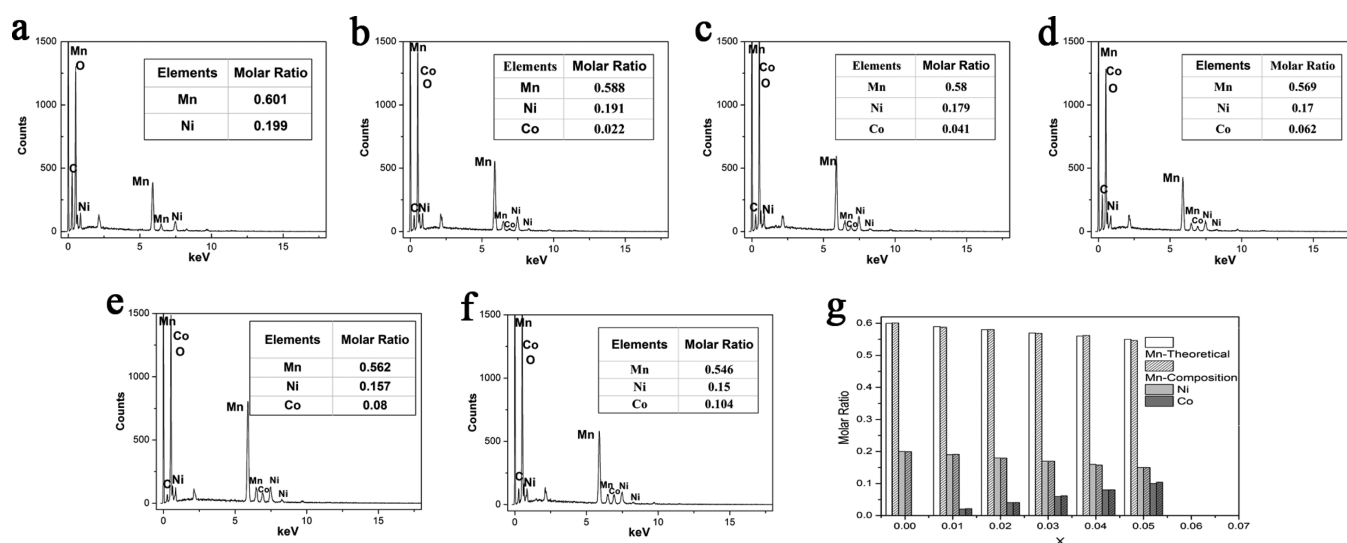 a
1500
1000
500
0
Counts
Mn
O
C
Ni
Mn
Mn
Ni
0 5 10 15
keV
Elements Molar Ratio
Mn 0.601
Ni 0.199
b
1500
1000
500
0
Counts
Mn
Co
O
C
Ni
Mn
Mn
Co
Ni
Ni
0 5 10 15
keV
Elements Molar Ratio
Mn 0.588
Ni 0.191
Co 0.022
c
1500
1000
500
0
Counts
Mn
Co
O
C
Ni
Mn
Mn
Co
Ni
Ni
0 5 10 15
keV
Elements Molar Ratio
Mn 0.58
Ni 0.179
Co 0.041
d
1500
1000
500
0
Counts
Mn
Co
O
C
Ni
Mn
Mn
Co
Ni
Ni
0 5 10 15
keV
Elements Molar Ratio
Mn 0.569
Ni 0.17
Co 0.062
e
1500
1000
500
0
Counts
Mn
Co
O
C
Ni
Mn
Mn
Co
Ni
Ni
0 5 10 15
keV
Elements Molar Ratio
Mn 0.562
Ni 0.157
Co 0.08
f
1500
1000
500
0
Counts
Mn
Co
O
C
Ni
Mn
Mn
Co
Ni
Ni
0 5 10 15
keV
Elements Molar Ratio
Mn 0.546
Ni 0.15
Co 0.104
g
0.6
0.5
0.4
0.3
0.2
0.1
0.0
Molar Ratio
Mn-Theoretical
Mn-Composition
Ni
Co
0.00 0.01 0.02 0.03 0.04 0.05 0.06 0.07
X